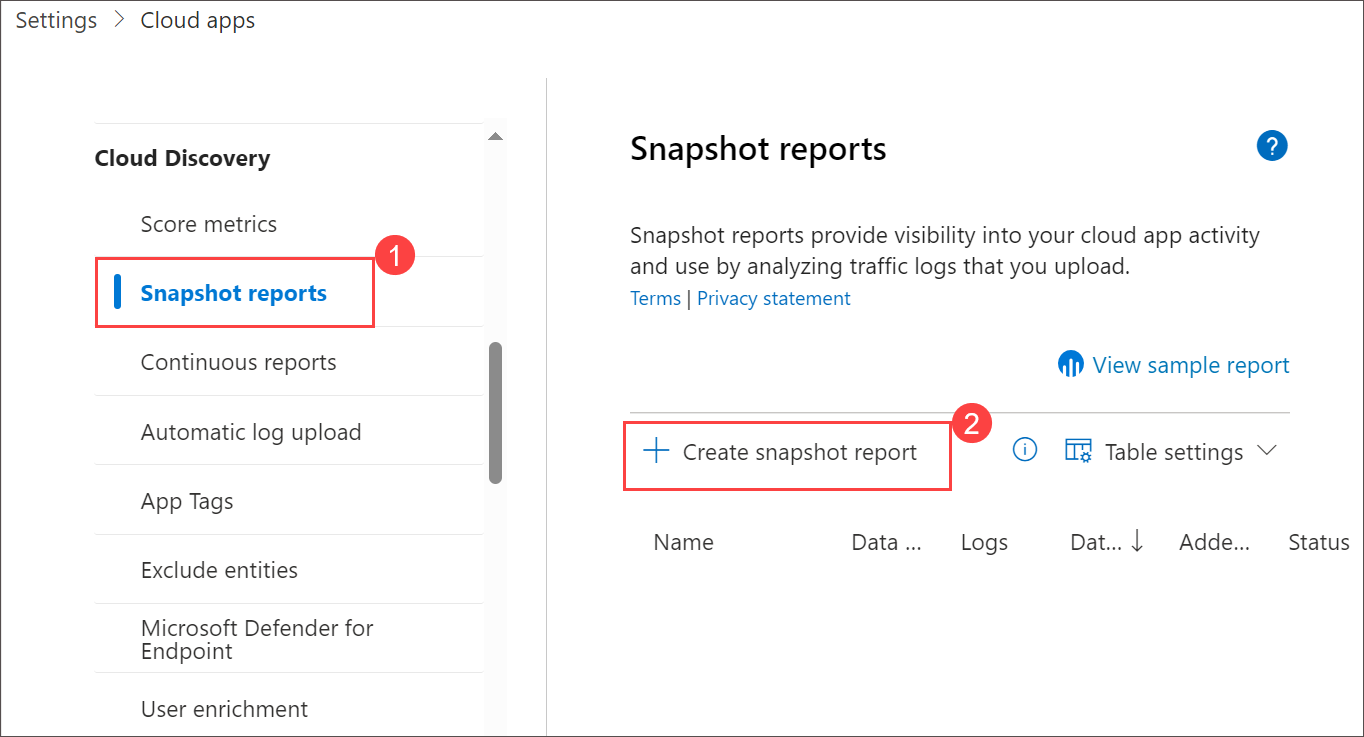 Settings > Cloud apps
Cloud Discovery
Score metrics
1
Snapshot reports
Continuous reports
Automatic log upload
App Tags
Exclude entities
Microsoft Defender for
Endpoint
User enrichment
Snapshot reports
?
Snapshot reports provide visibility into your cloud app activity
and use by analyzing traffic logs that you upload.
Terms | Privacy statement
View sample report
2
Create snapshot report
Table settings
Name Data ... Logs Dat... ↓ Adde... Status